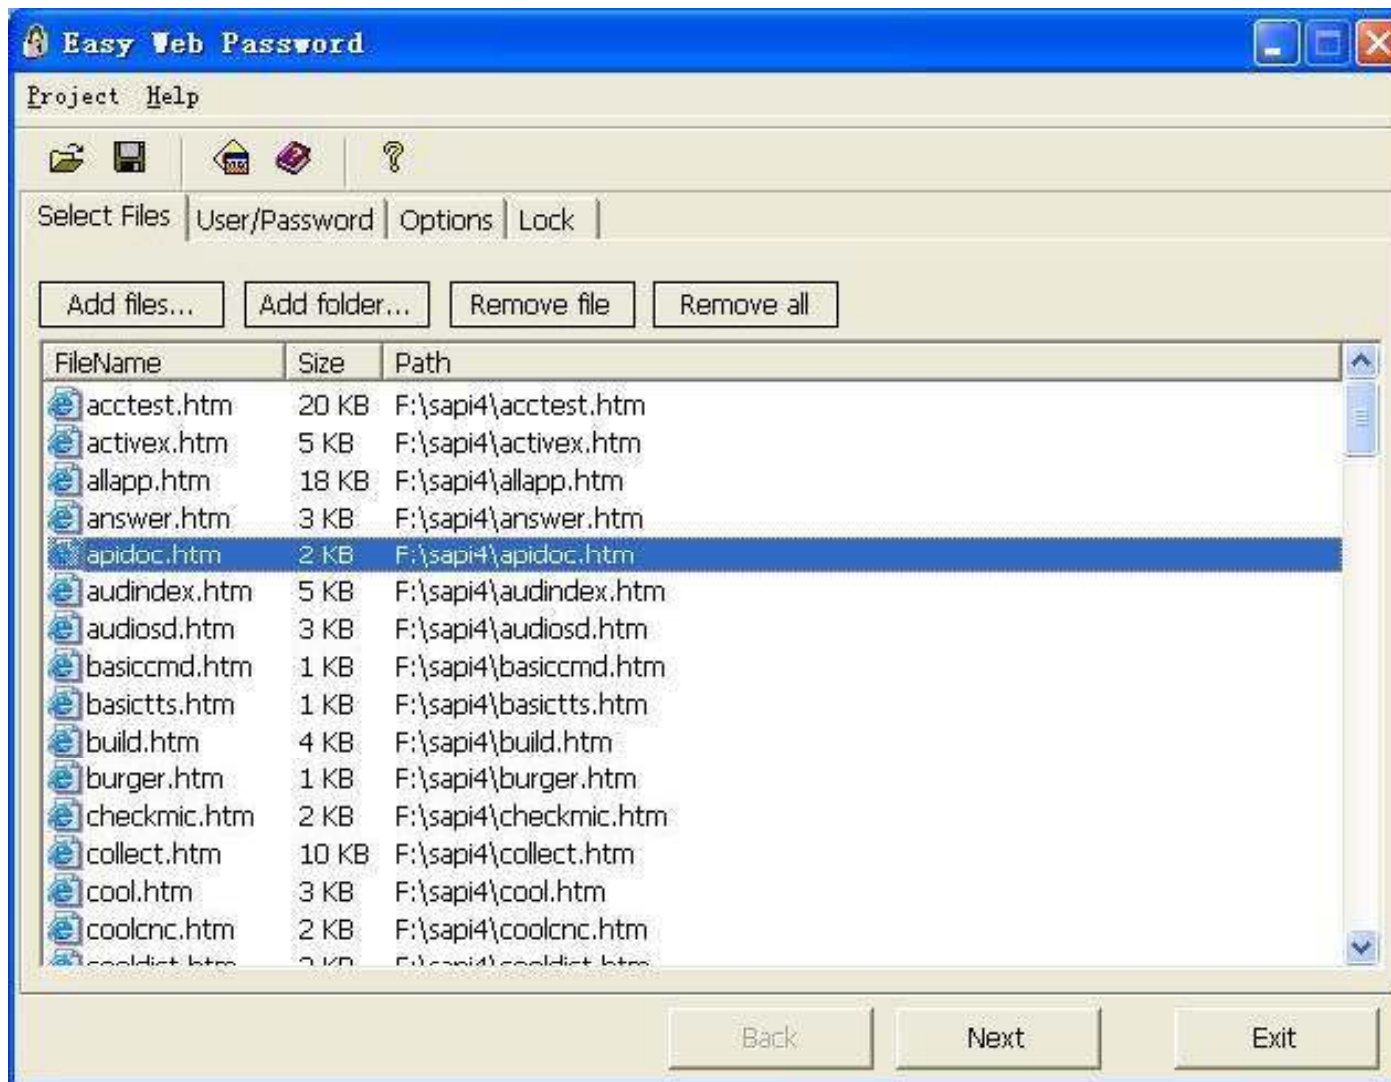 Easy Web Password
Project Help
Select Files User/Password Options Lock
Add files... Add folder... Remove file Remove all
FileName Size Path
acctest.htm 20 KB F:\sapi4\acctest.htm
activex.htm 5 KB F:\sapi4\activex.htm
allapp.htm 18 KB F:\sapi4\allapp.htm
answer.htm 3 KB F:\sapi4\answer.htm
apidoc.htm 2 KB F:\sapi4\apidoc.htm
audindex.htm 5 KB F:\sapi4\audindex.htm
audiosd.htm 3 KB F:\sapi4\audiosd.htm
basiccmd.htm 1 KB F:\sapi4\basiccmd.htm
basictts.htm 1 KB F:\sapi4\basictts.htm
build.htm 4 KB F:\sapi4\build.htm
burger.htm 1 KB F:\sapi4\burger.htm
checkmic.htm 2 KB F:\sapi4\checkmic.htm
collect.htm 10 KB F:\sapi4\collect.htm
cool.htm 3 KB F:\sapi4\cool.htm
coolcnc.htm 2 KB F:\sapi4\coolcnc.htm
Back Next Exit